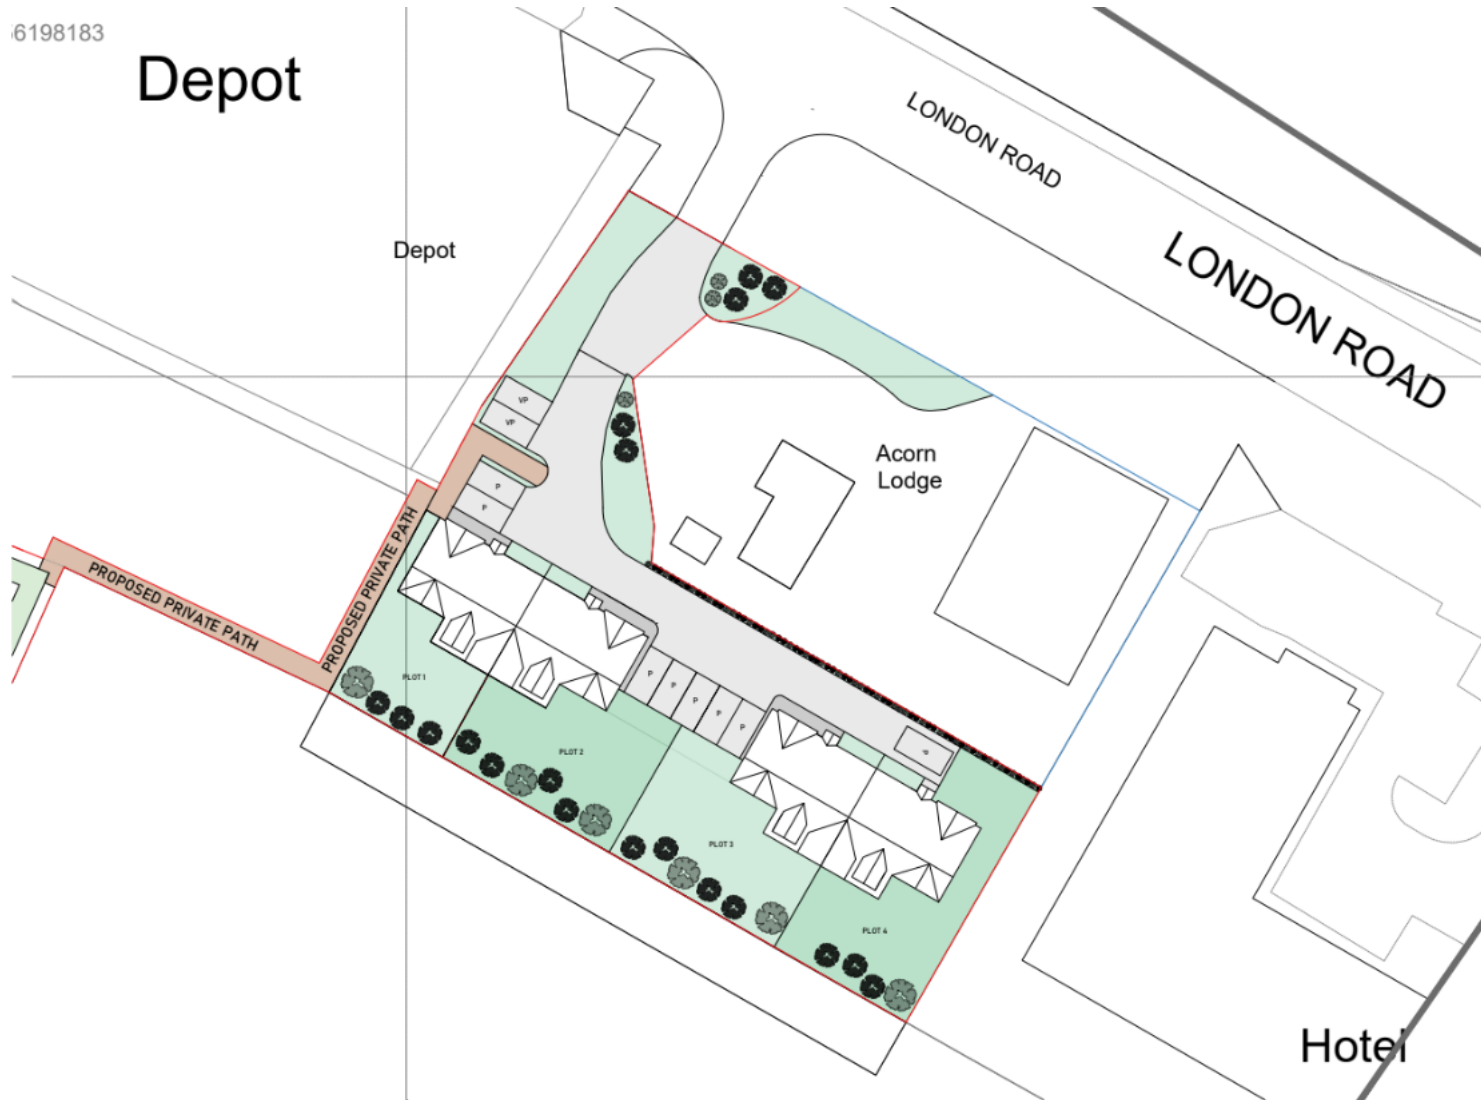 6198183
Depot
LONDON ROAD
LONDON ROAD
Depot
VP
VP
Acorn
Lodge
P
P
PROPOSED PRIVATE PATH
PROPOSED PRIVATE PATH
P
P
P
P
P
PLOT 1
PLOT 2
PLOT 3
PLOT 4
Hotel